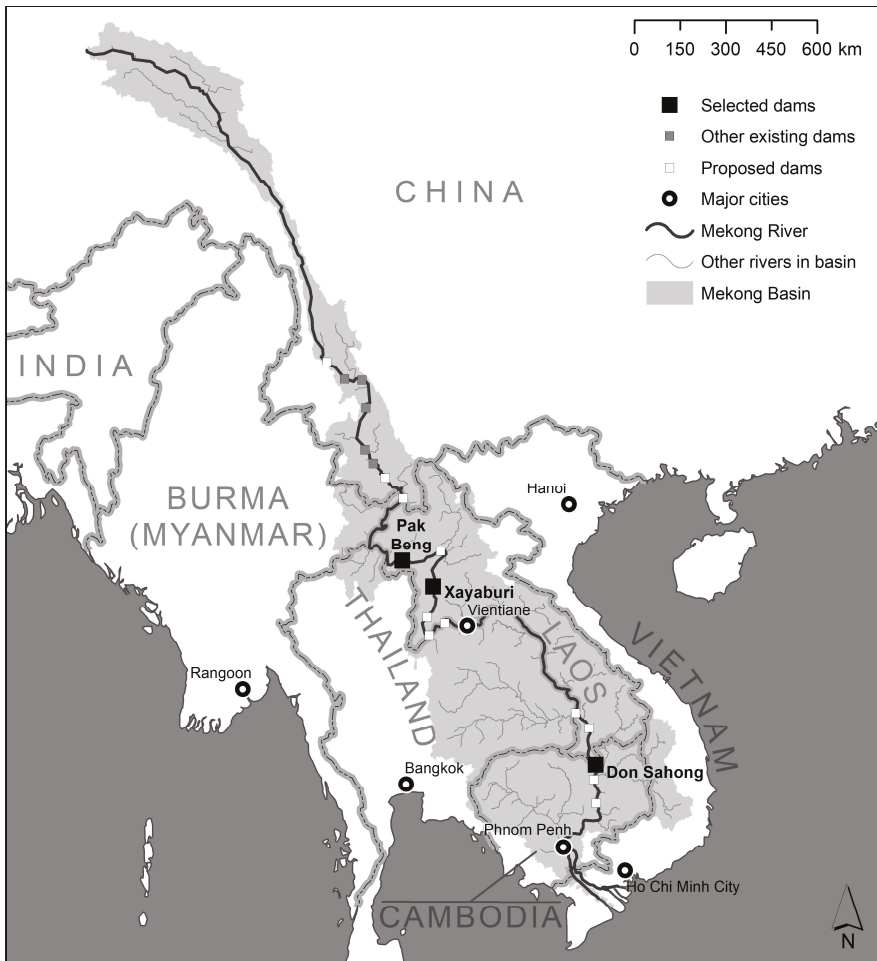 0 150 300 450 600 km
Selected dams
Other existing dams
Proposed dams
Major cities
Mekong River
Other rivers in basin
Mekong Basin
CHINA
INDIA
BURMA
(MYANMAR)
Hanoi
Pak
Beng
Xayaburi
Vientiane
THAILAND
LAOS
VIETNAM
Rangoon
Bangkok
Don Sahong
Phnom Penh
Ho Chi Minh City
CAMBODIA
N